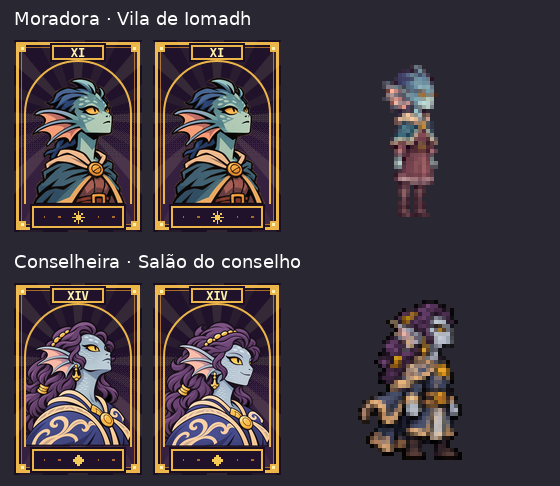 Moradora · Vila de Iomadh
XI XI
Conselheira · Salão do conselho
XIV XIV